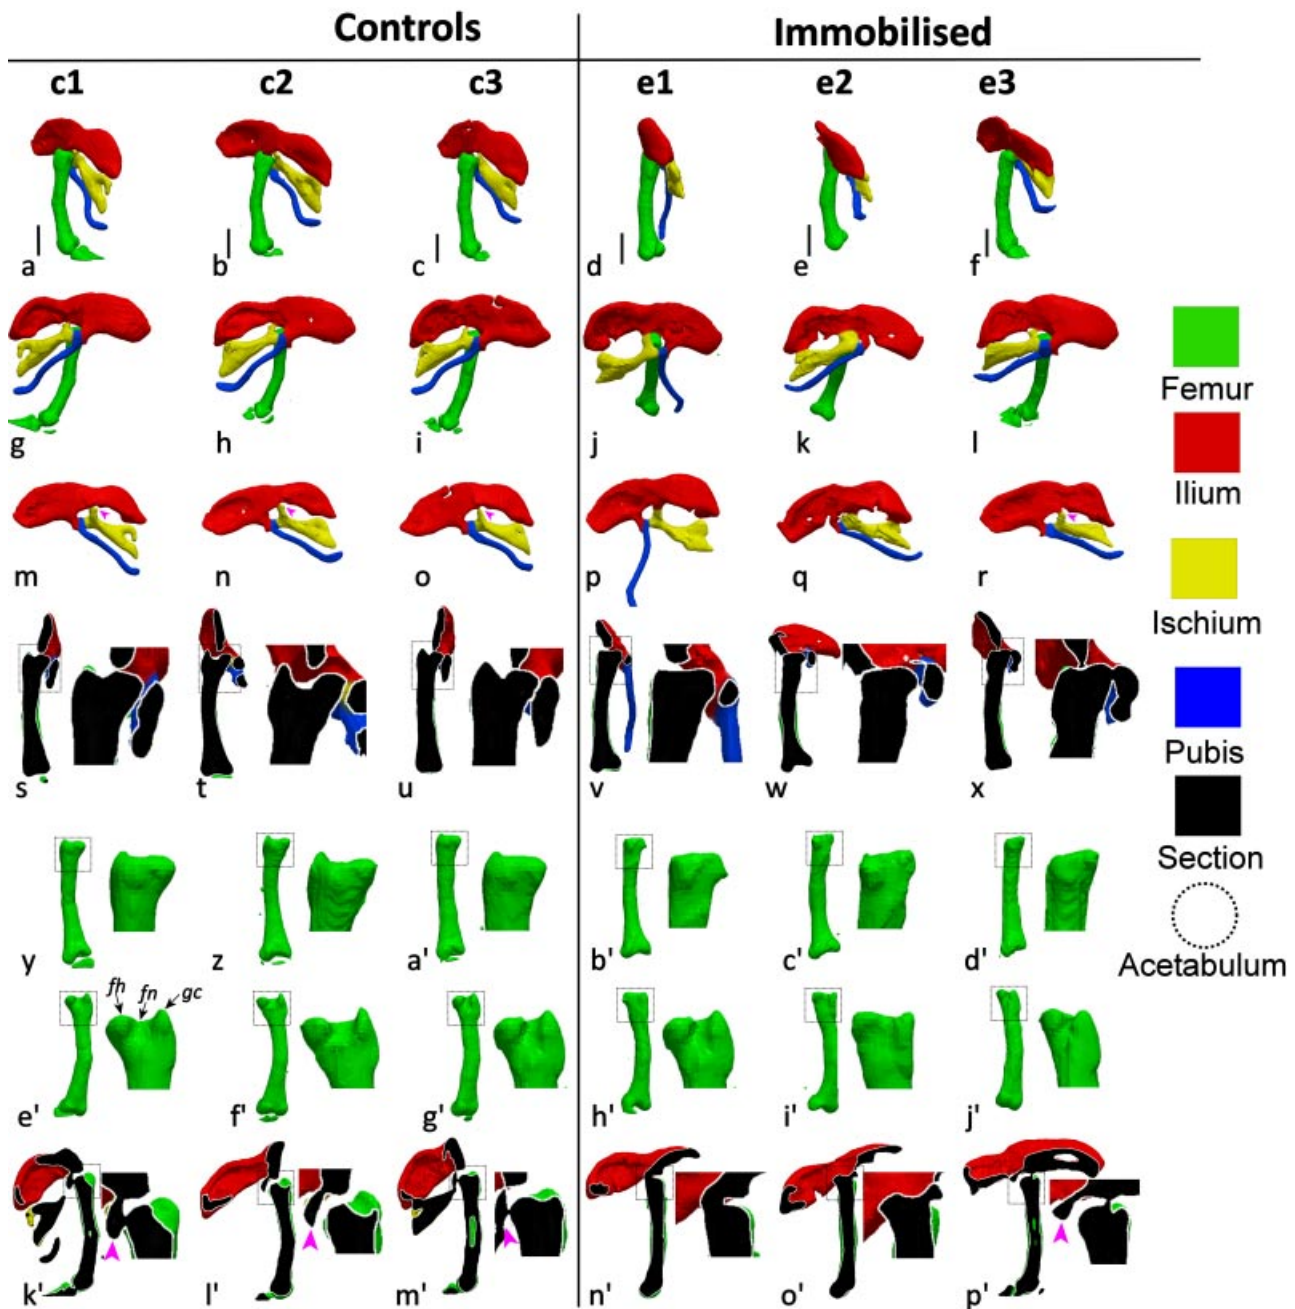 Controls Immobilised
c1 c2 c3 e1 e2 e3
a b c d e f
g h i j k l
Femur
Ilium
m n o p q r
Ischium
Pubis
s t u v w x
Section
y z a' b' c' d'
Acetabulum
fh fn gc
e' f' g' h' i' j'
k' l' m' n' o' p'